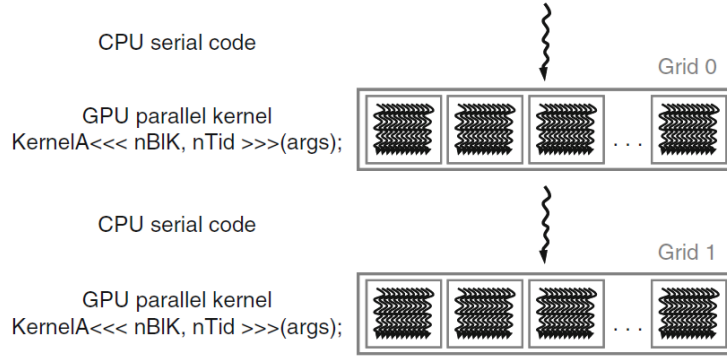 CPU serial code
Grid 0
GPU parallel kernel
KernelA<<< nBlK, nTid >>>(args);
. . .
CPU serial code
Grid 1
GPU parallel kernel
KernelA<<< nBlK, nTid >>>(args);
. . .